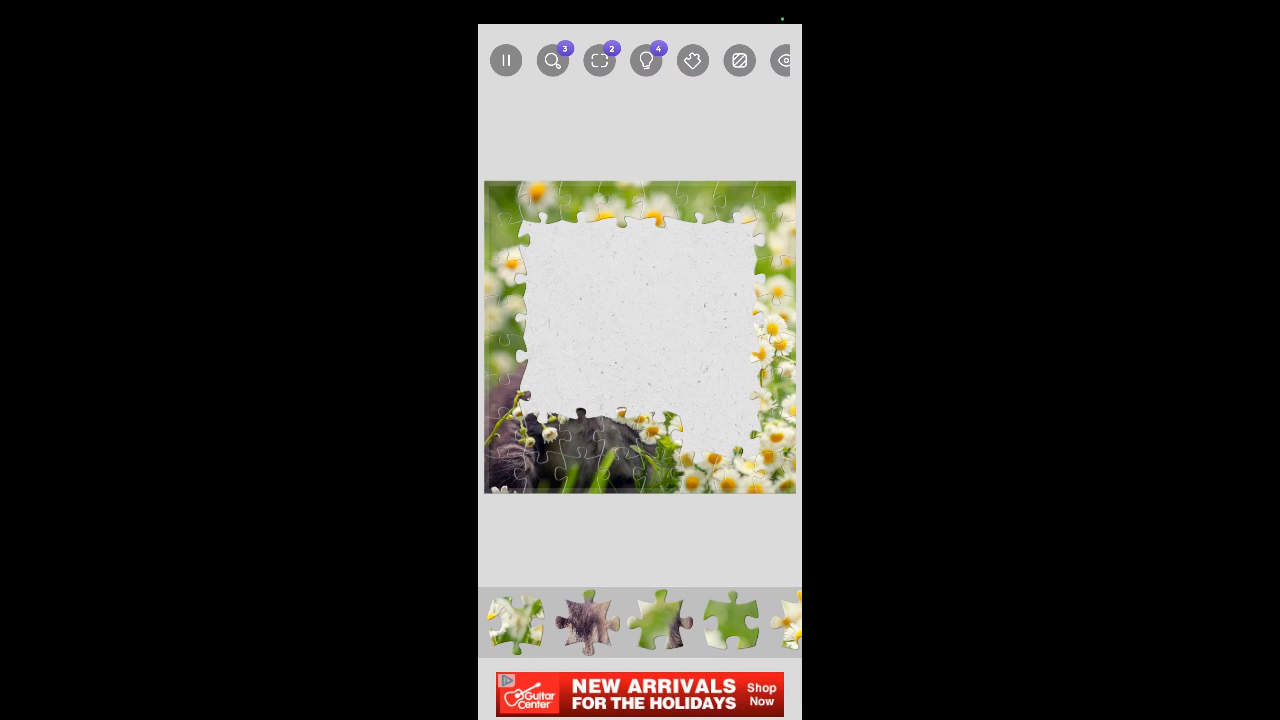 3
2
4
Guitar Center
NEW ARRIVALS
FOR THE HOLIDAYS
Shop
Now